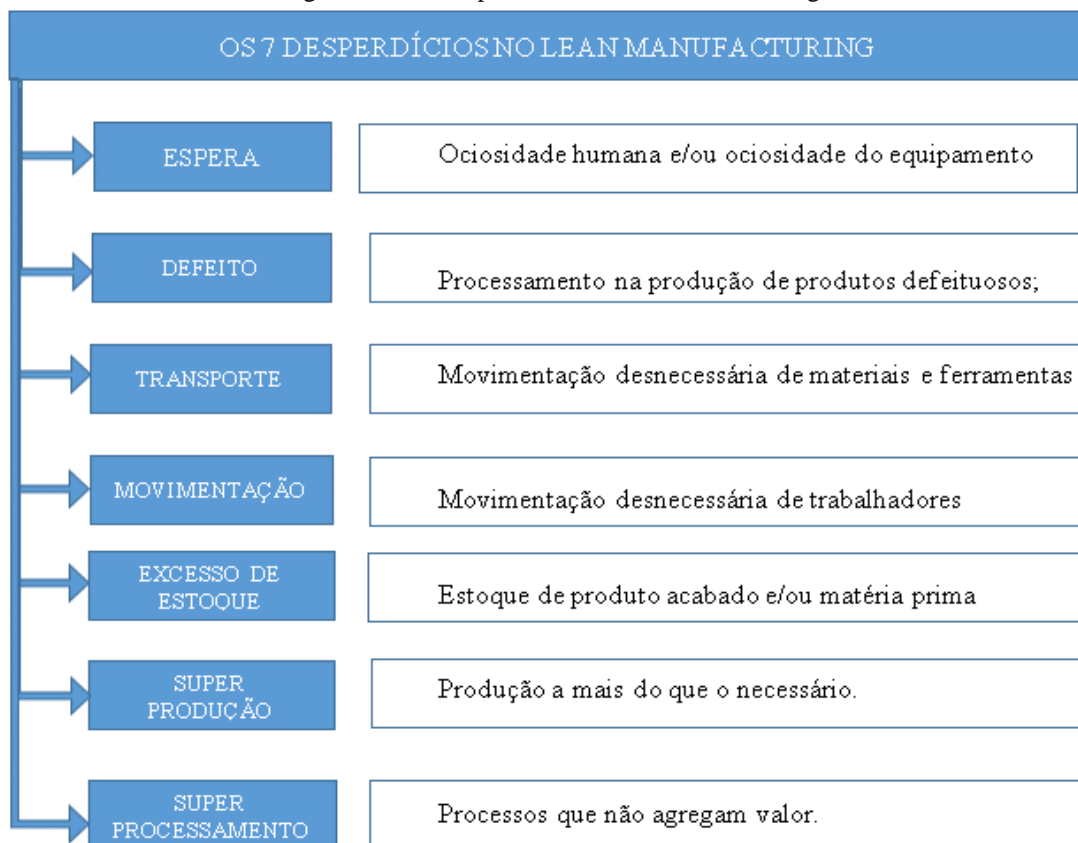 OS 7 DESPERDÍCIOS NO LEAN MANUFACTURING
ESPERA
Ociosidade humana e/ou ociosidade do equipamento
DEFEITO
Processamento na produção de produtos defeituosos;
TRANSPORTE
Movimentação desnecessária de materiais e ferramentas
MOVIMENTAÇÃO
Movimentação desnecessária de trabalhadores
EXCESSO DE
ESTOQUE
Estoque de produto acabado e/ou matéria prima
SUPER
PRODUÇÃO
Produção a mais do que o necessário.
SUPER
PROCESSAMENTO
Processos que não agregam valor.